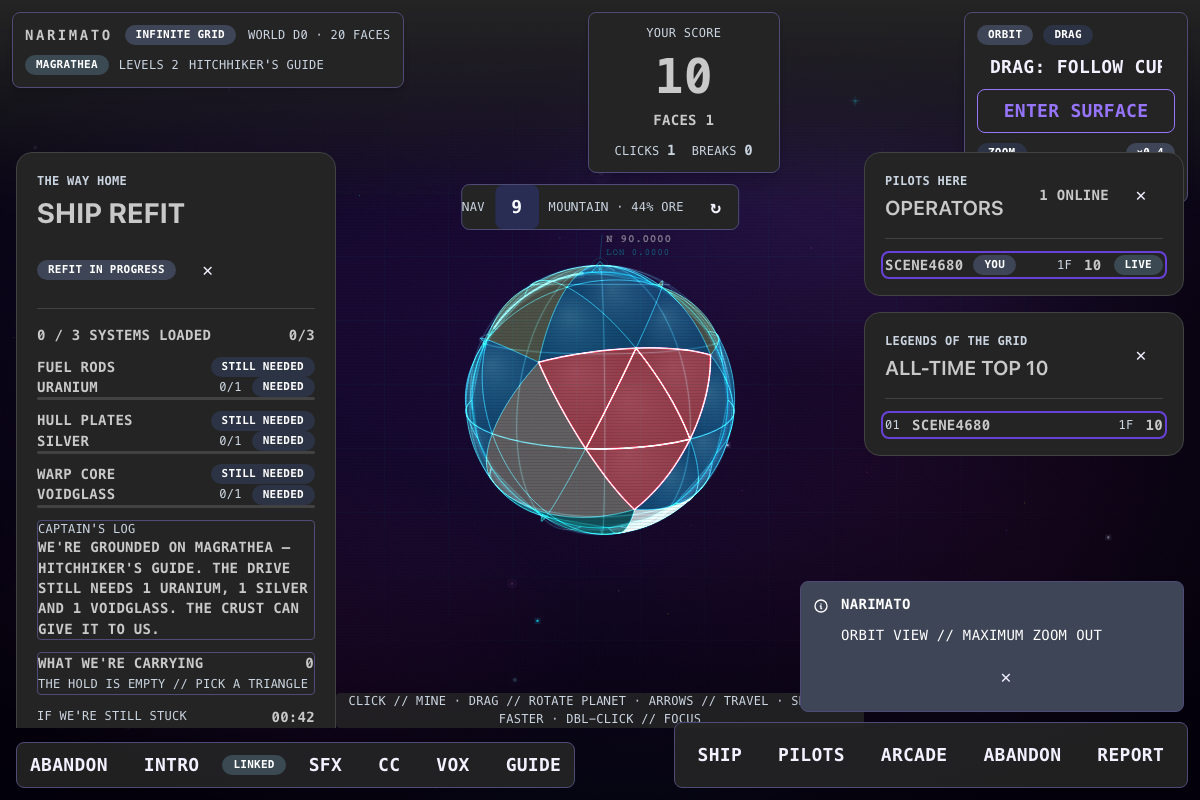 NARIMATO INFINITE GRID WORLD D0 · 20 FACES
MAGRATHEA LEVELS 2 HITCHHIKER'S GUIDE
YOUR SCORE
10
FACES 1
CLICKS 1 BREAKS 0
ORBIT DRAG
DRAG: FOLLOW
ENTER SURFACE
ZOOM ×0.4
NAV 9 MOUNTAIN · 44% ORE ↻
N 90.0000
LON 0.0000
THE WAY HOME
SHIP REFIT
REFIT IN PROGRESS ×
0 / 3 SYSTEMS LOADED 0/3
FUEL RODS STILL NEEDED
URANIUM 0/1 NEEDED
HULL PLATES STILL NEEDED
SILVER 0/1 NEEDED
WARP CORE STILL NEEDED
VOIDGLASS 0/1 NEEDED
CAPTAIN'S LOG
WE'RE GROUNDED ON MAGRATHEA —
HITCHHIKER'S GUIDE. THE DRIVE
STILL NEEDS 1 URANIUM, 1 SILVER
AND 1 VOIDGLASS. THE CRUST CAN
GIVE IT TO US.
WHAT WE'RE CARRYING 0
THE HOLD IS EMPTY // PICK A TRIANGLE
IF WE'RE STILL STUCK 00:42
PILOTS HERE
OPERATORS 1 ONLINE ×
SCENE4680 YOU 1F 10 LIVE
LEGENDS OF THE GRID
ALL-TIME TOP 10 ×
01 SCENE4680 1F 10
NARIMATO
ORBIT VIEW // MAXIMUM ZOOM OUT
×
CLICK // MINE · DRAG // ROTATE PLANET · ARROWS // TRAVEL ·
FASTER · DBL-CLICK // FOCUS
ABANDON INTRO LINKED SFX CC VOX GUIDE
SHIP PILOTS ARCADE ABANDON REPORT